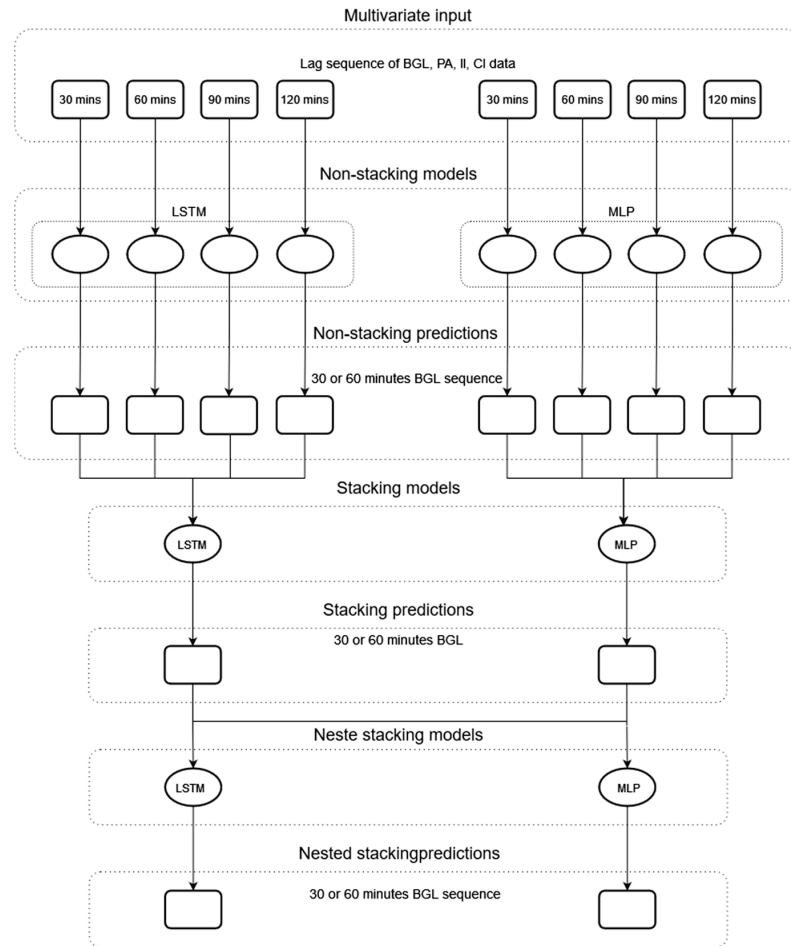 Multivariate input
Lag sequence of BGL, PA, II, CI data
30 mins 60 mins 90 mins 120 mins 30 mins 60 mins 90 mins 120 mins
Non-stacking models
LSTM MLP
Non-stacking predictions
30 or 60 minutes BGL sequence
Stacking models
LSTM MLP
Stacking predictions
30 or 60 minutes BGL
Neste stacking models
LSTM MLP
Nested stackingpredictions
30 or 60 minutes BGL sequence